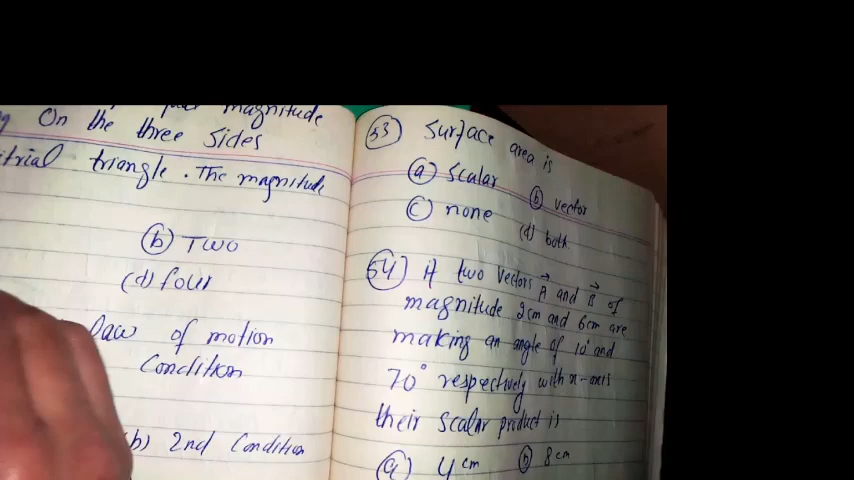 magnitude
On the three sides
triangle. The magnitude
(b) Two
(d) four
law of motion
Condition
(b) 2nd Condition
(53) Surface area is
(a) Scalar (b) vector
(c) none (d) both
(54) If two vectors A⃗ and B⃗ of
magnitude 2cm and 6cm are
making an angle of 10° and
70° respectively with x-axis
their scalar product is
(a) 4cm (b) 8cm